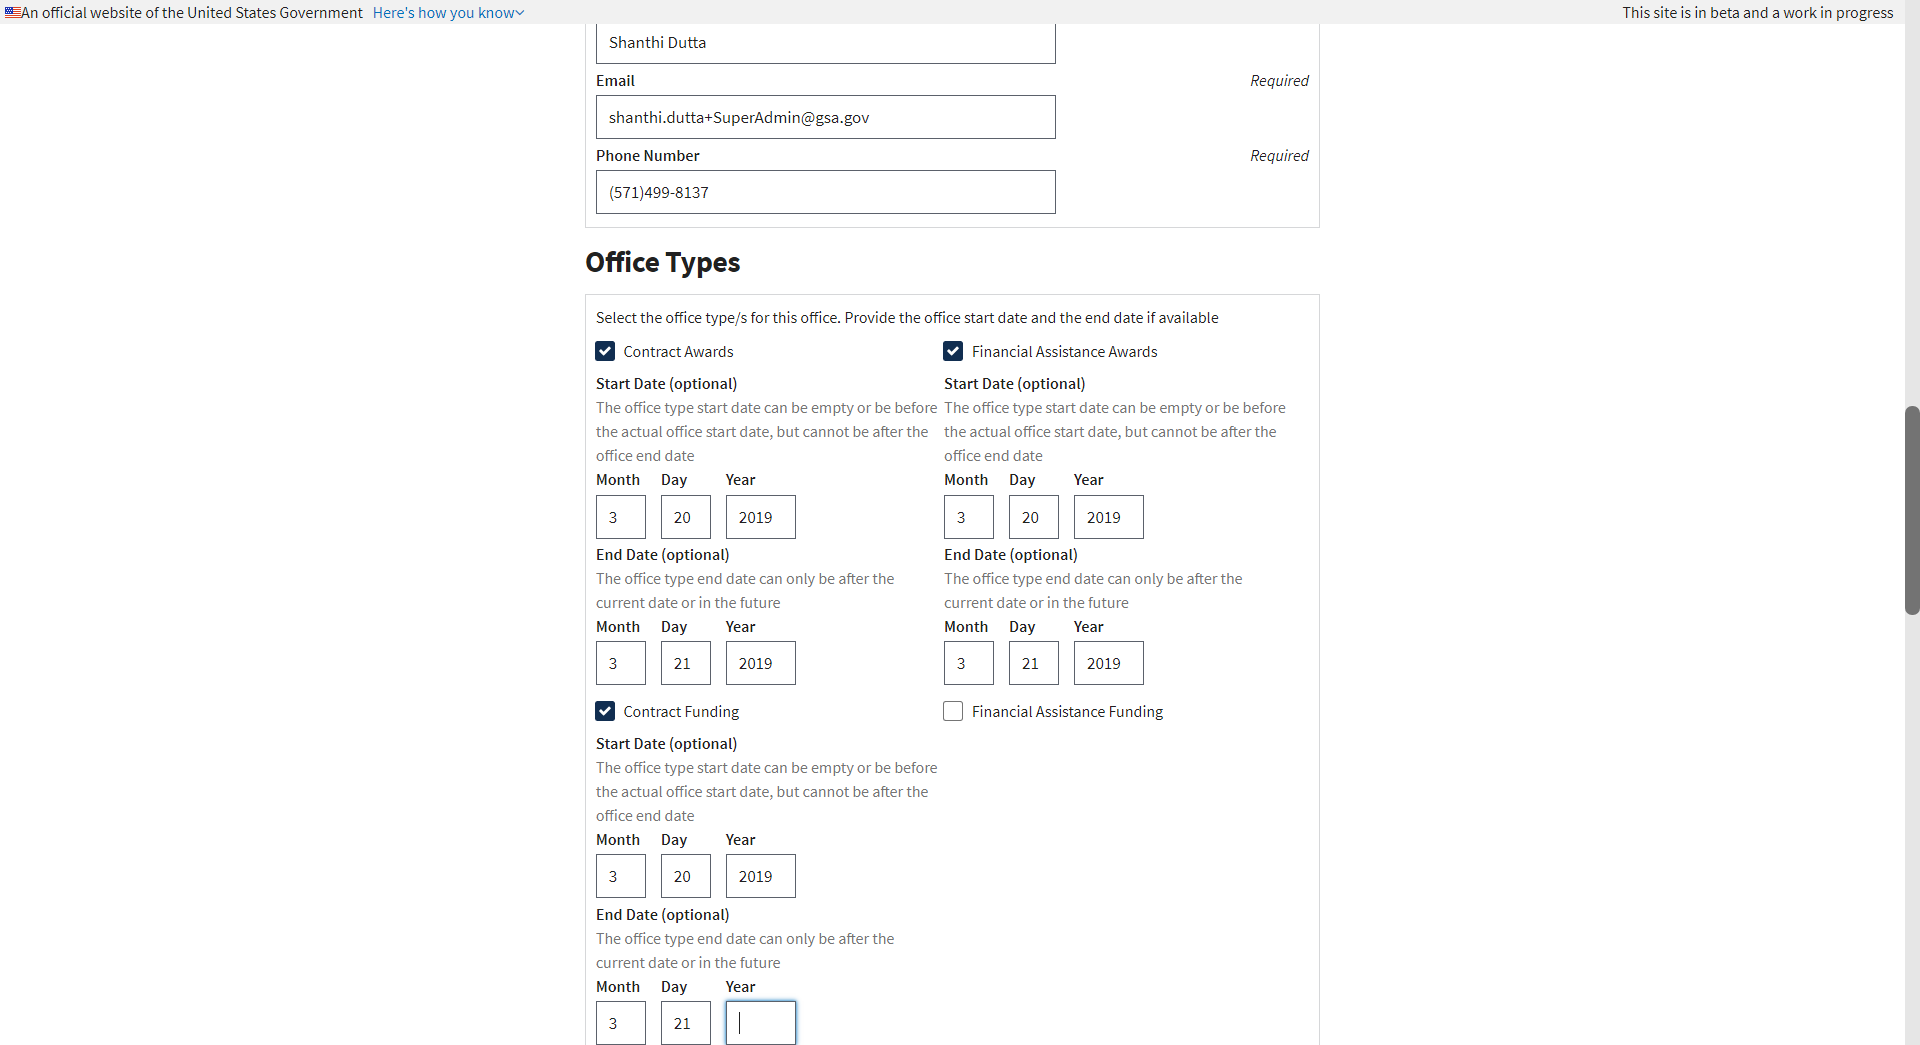 An official website of the United States Government Here's how you know
This site is in beta and a work in progress
Shanthi Dutta
Email Required
shanthi.dutta+SuperAdmin@gsa.gov
Phone Number Required
(571)499-8137
Office Types
Select the office type/s for this office. Provide the office start date and the end date if available
Contract Awards
Start Date (optional)
The office type start date can be empty or be before
the actual office start date, but cannot be after the
office end date
Month Day Year
3 20 2019
End Date (optional)
The office type end date can only be after the
current date or in the future
Month Day Year
3 21 2019
Financial Assistance Awards
Start Date (optional)
The office type start date can be empty or be before
the actual office start date, but cannot be after the
office end date
Month Day Year
3 20 2019
End Date (optional)
The office type end date can only be after the
current date or in the future
Month Day Year
3 21 2019
Contract Funding
Start Date (optional)
The office type start date can be empty or be before
the actual office start date, but cannot be after the
office end date
Month Day Year
3 20 2019
End Date (optional)
The office type end date can only be after the
current date or in the future
Month Day Year
3 21
Financial Assistance Funding